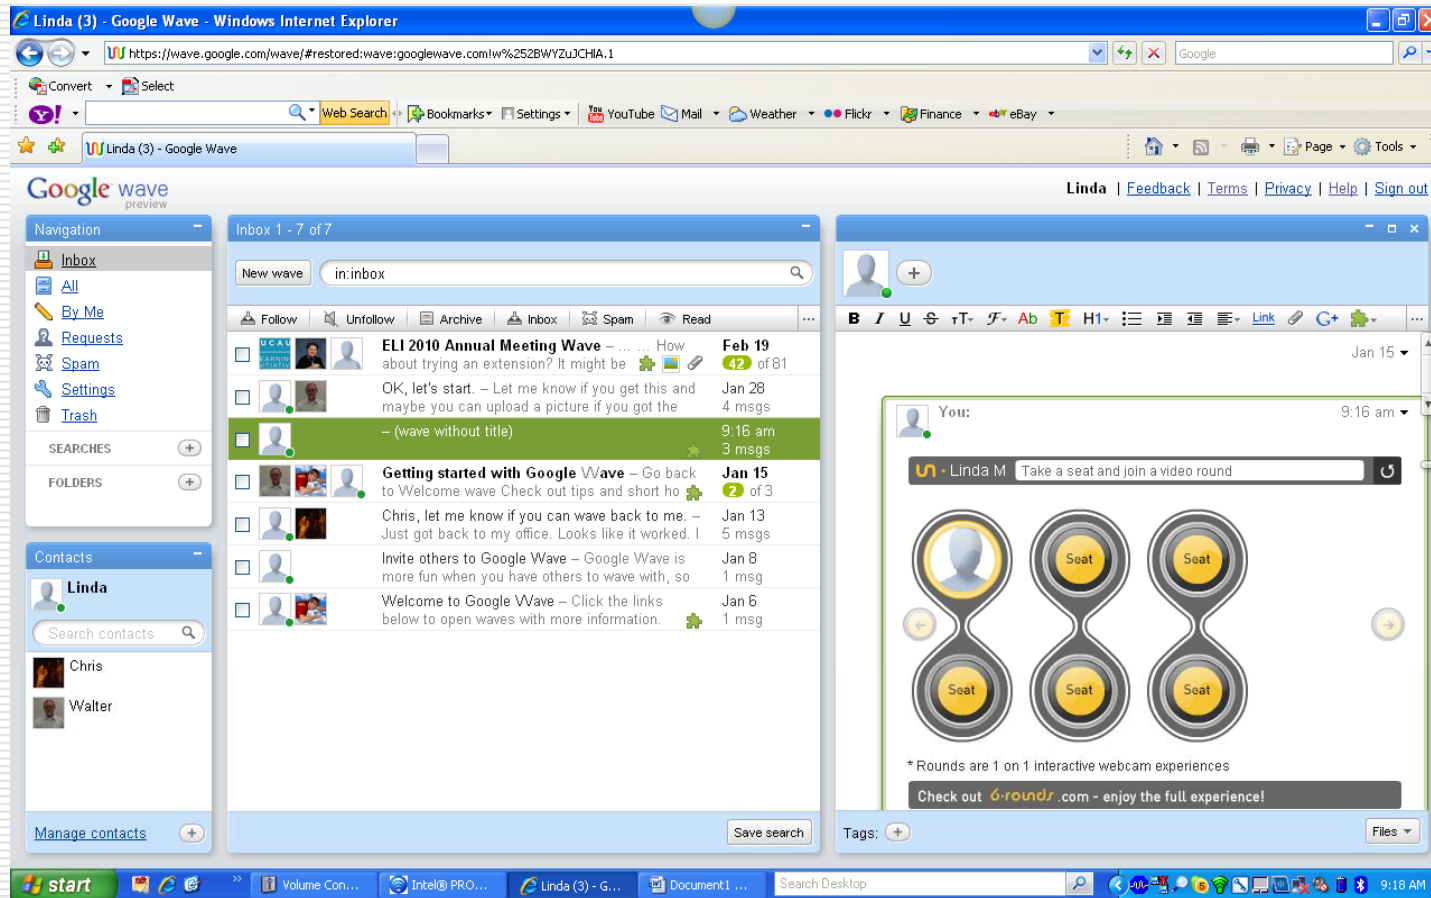 Linda (3) - Google Wave - Windows Internet Explorer
https://wave.google.com/wave/#restored:wave:googlewave.com!w%252BWYZuJCHIA.1
Google
Convert Select
Y! Web Search Bookmarks Settings YouTube Mail Weather Flickr Finance eBay
Linda (3) - Google Wave
Page Tools
Google wave
preview
Linda | Feedback | Terms | Privacy | Help | Sign out
Navigation
Inbox
All
By Me
Requests
Spam
Settings
Trash
SEARCHES
FOLDERS
Contacts
Linda
Search contacts
Chris
Walter
Manage contacts
Inbox 1 - 7 of 7
New wave in:inbox
Follow Unfollow Archive Inbox Spam Read ...
ELI 2010 Annual Meeting Wave – ... ... How Feb 19
about trying an extension? It might be 42 of 81
OK, let's start. – Let me know if you get this and Jan 28
maybe you can upload a picture if you got the 4 msgs
– (wave without title) 9:16 am
3 msgs
Getting started with Google Wave – Go back Jan 15
to Welcome wave Check out tips and short ho 2 of 3
Chris, let me know if you can wave back to me. – Jan 13
Just got back to my office. Looks like it worked. I 5 msgs
Invite others to Google Wave – Google Wave is Jan 8
more fun when you have others to wave with, so 1 msg
Welcome to Google Wave – Click the links Jan 6
below to open waves with more information. 1 msg
Save search
B I U S TT F Ab T H1 Link G+ ...
Jan 15
You: 9:16 am
Linda M Take a seat and join a video round
Seat Seat
Seat Seat Seat
* Rounds are 1 on 1 interactive webcam experiences
Check out 6·rounds.com - enjoy the full experience!
Tags: Files
start Volume Con... Intel® PRO... Linda (3) - G... Document1 ... Search Desktop 9:18 AM